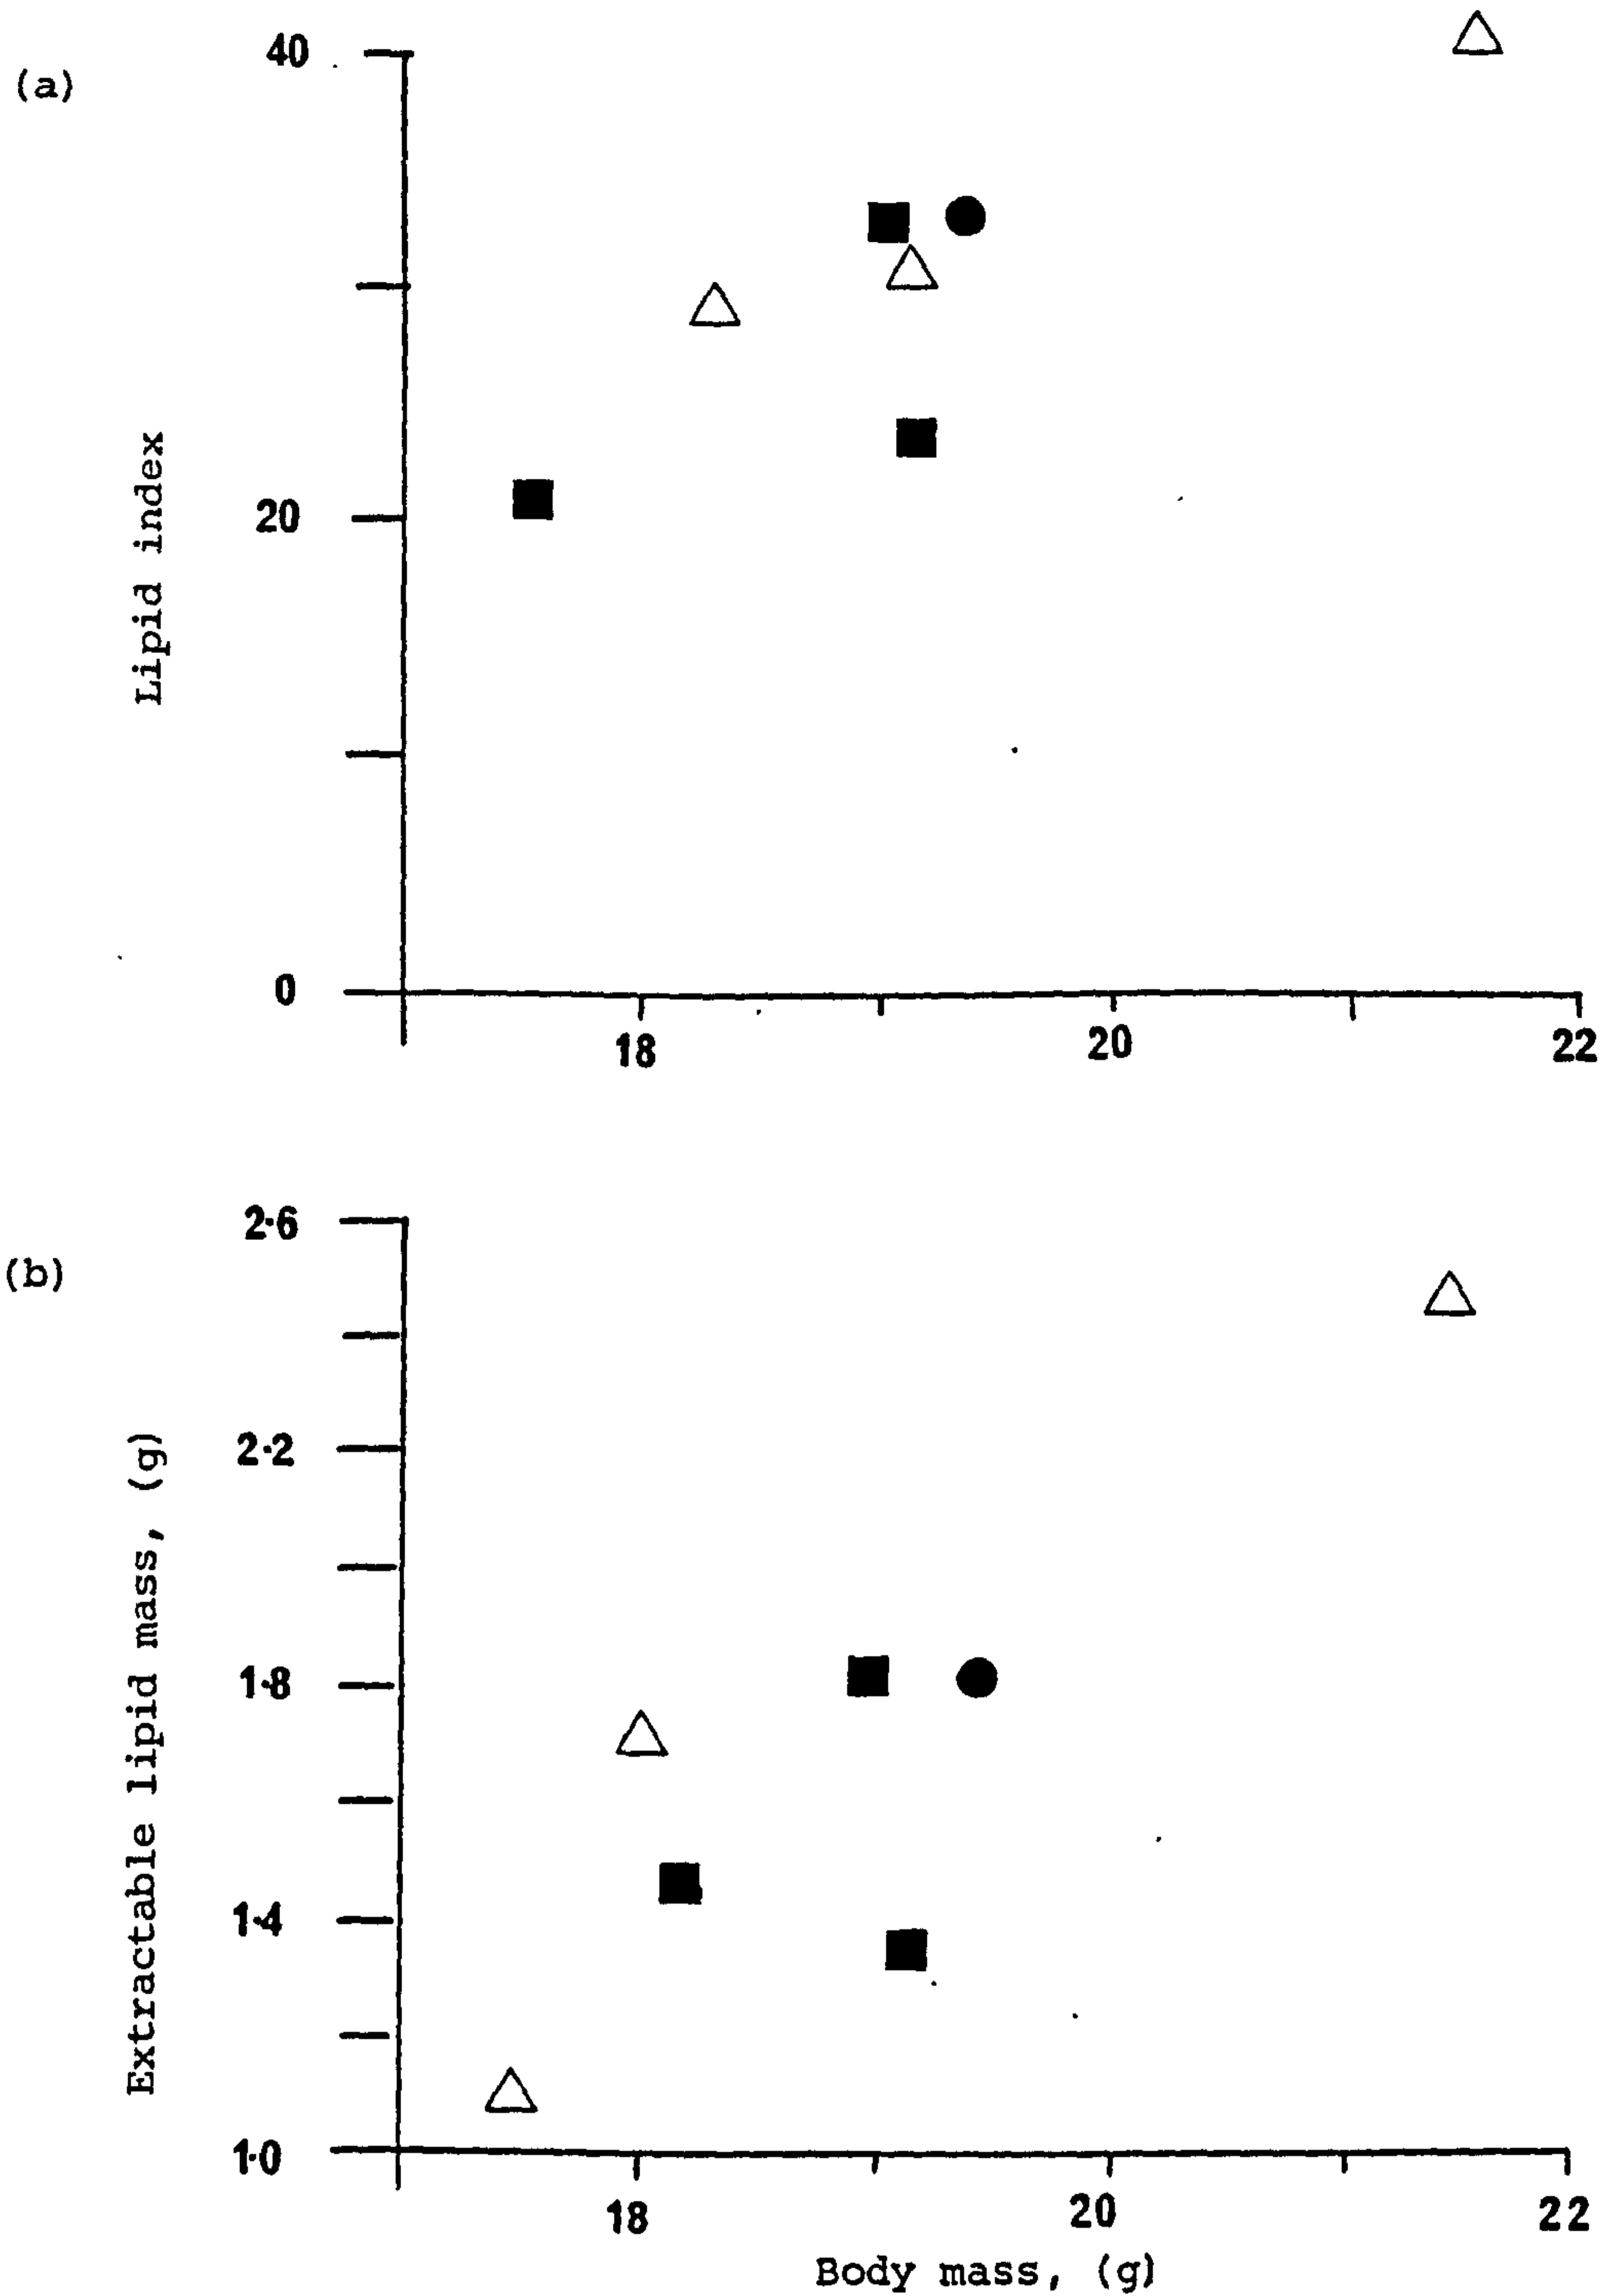 (a)
40
20
0
Lipid index
18
20
22
(b)
2·6
2·2
1·8
1·4
1·0
Extractable lipid mass, (g)
18
20
22
Body mass, (g)